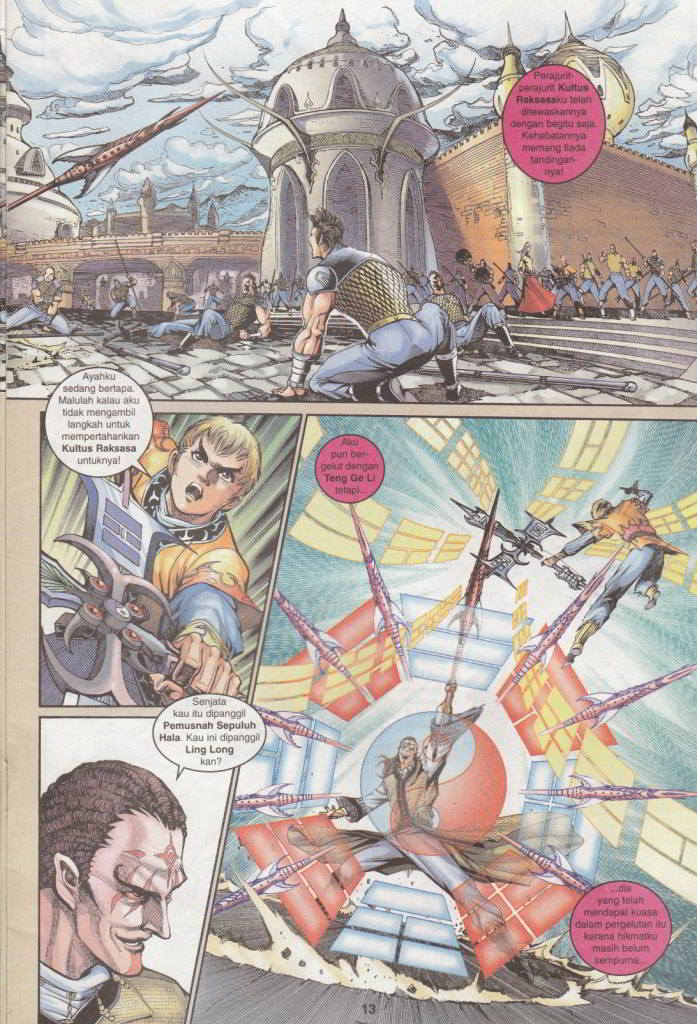 Perajurit-
perajurit Kultus
Raksasaku telah
ditewaskannya
dengan begitu saja.
Kehebatannya
memang tiada
tandingan-
nya!
Ayahku
sedang bertapa.
Malulah kalau aku
tidak mengambil
langkah untuk
mempertahankan
Kultus Raksasa
untuknya!
Aku
pun ber-
gelut dengan
Teng Ge Li
tetapi...
Senjata
kau itu dipanggil
Pemusnah Sepuluh
Hala. Kau ini dipanggil
Ling Long
kan?
...dia
yang telah
mendapat kuasa
dalam pergelutan itu
kerana hikmatku
masih belum
sempurna...
13